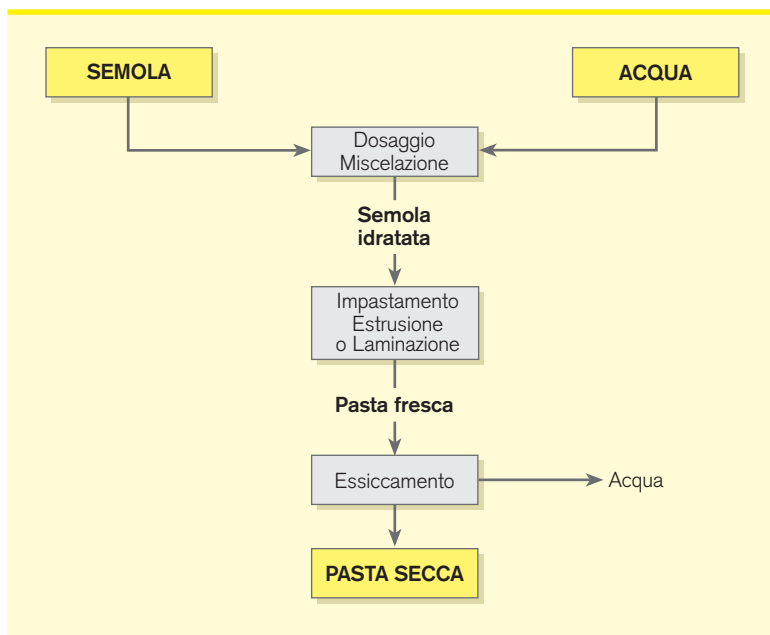 SEMOLA
ACQUA
Dosaggio
Miscelazione
Semola
idratata
Impastamento
Estrusione
o Laminazione
Pasta fresca
Essiccamento
Acqua
PASTA SECCA